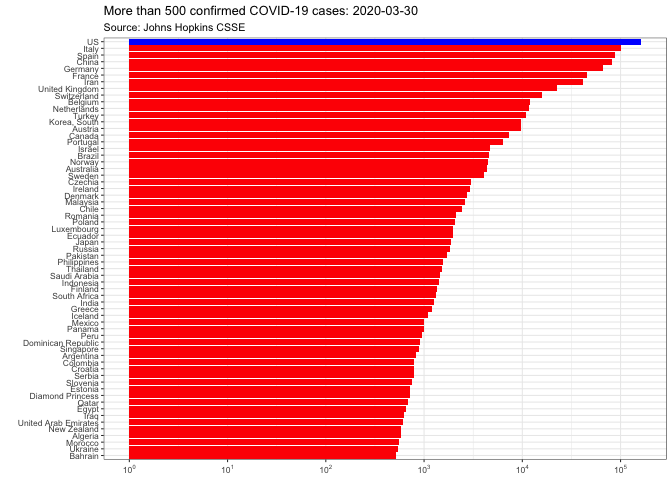 More than 500 confirmed COVID-19 cases: 2020-03-30
Source: Johns Hopkins CSSE
US
Italy
Spain
China
Germany
France
Iran
United Kingdom
Switzerland
Belgium
Netherlands
Turkey
Korea, South
Austria
Canada
Portugal
Israel
Brazil
Norway
Australia
Sweden
Czechia
Ireland
Denmark
Malaysia
Chile
Romania
Poland
Luxembourg
Ecuador
Japan
Russia
Pakistan
Philippines
Thailand
Saudi Arabia
Indonesia
Finland
South Africa
India
Greece
Iceland
Mexico
Panama
Peru
Dominican Republic
Singapore
Argentina
Colombia
Croatia
Serbia
Slovenia
Estonia
Diamond Princess
Qatar
Egypt
Iraq
United Arab Emirates
New Zealand
Algeria
Morocco
Ukraine
Bahrain
10⁰ 10¹ 10² 10³ 10⁴ 10⁵